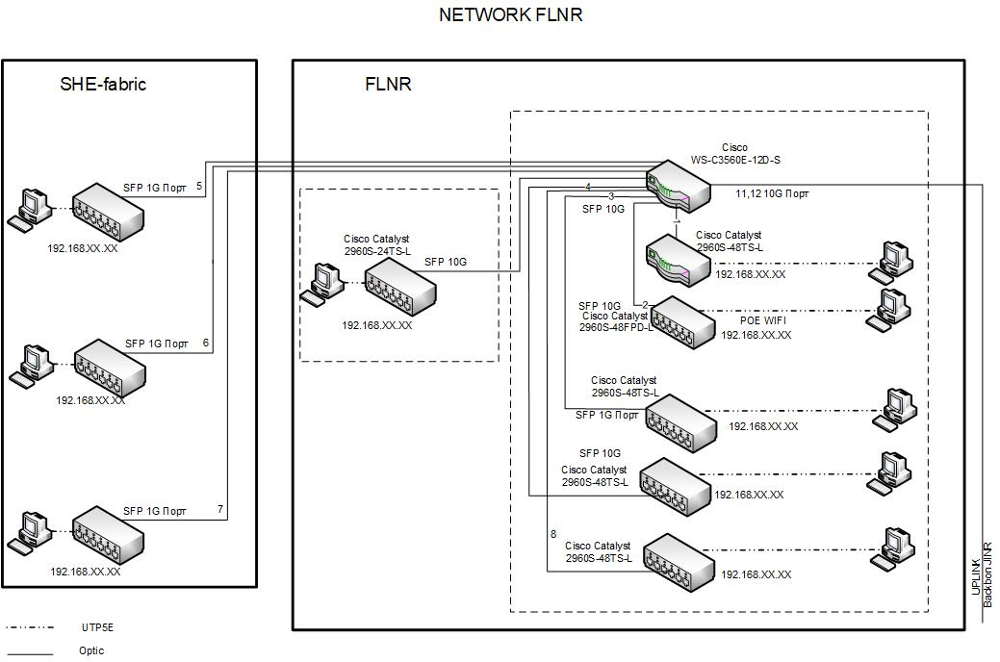 NETWORK FLNR
SHE-fabric
SFP 1G Порт
5
192.168.XX.XX
SFP 1G Порт
6
192.168.XX.XX
SFP 1G Порт
7
192.168.XX.XX
FLNR
Cisco Catalyst
2960S-24TS-L
SFP 10G
192.168.XX.XX
Cisco
WS-C3560E-12D-S
11,12 10G Порт
4
3
SFP 10G
1
Cisco Catalyst
2960S-48TS-L
192.168.XX.XX
SFP 10G
2
Cisco Catalyst
2960S-48FPD-L
POE WIFI
192.168.XX.XX
Cisco Catalyst
2960S-48TS-L
SFP 1G Порт
192.168.XX.XX
SFP 10G
Cisco Catalyst
2960S-48TS-L
192.168.XX.XX
8
Cisco Catalyst
2960S-48TS-L
192.168.XX.XX
UPLINK
Backbon JINR
UTP5E
Optic